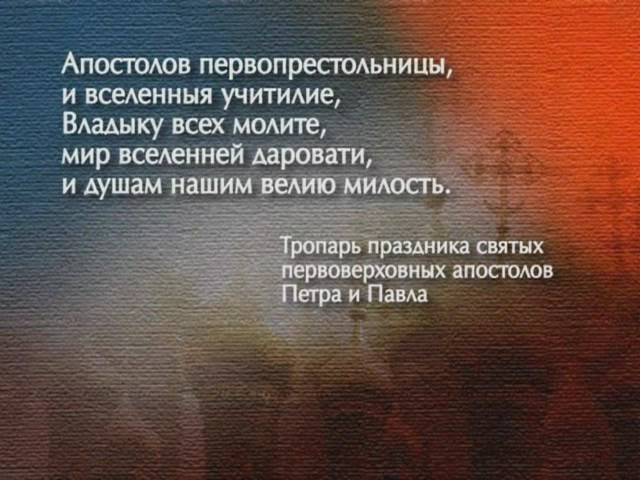 Апостолов первопрестольницы,
и вселенныя учитилие,
Владыку всех молите,
мир вселенней даровати,
и душам нашим велию милость.
Тропарь праздника святых
первоверховных апостолов
Петра и Павла